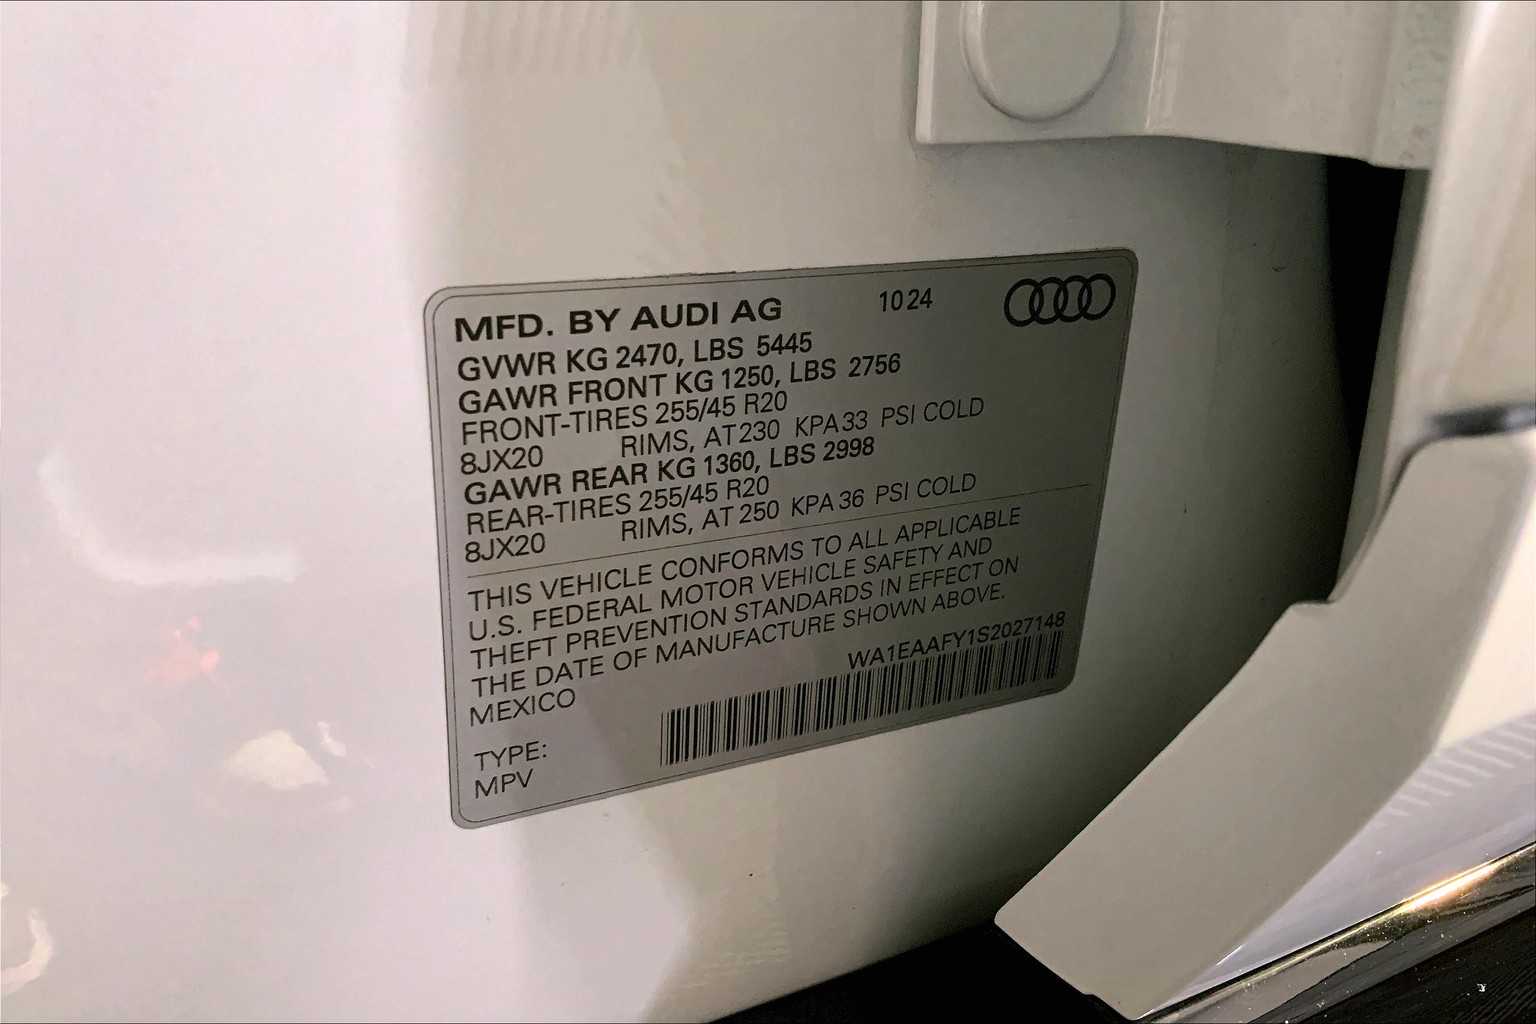 MFD. BY AUDI AG 10 24
GVWR KG 2470, LBS 5445
GAWR FRONT KG 1250, LBS 2756
FRONT-TIRES 255/45 R20
8JX20 RIMS, AT 230 KPA 33 PSI COLD
GAWR REAR KG 1360, LBS 2998
REAR-TIRES 255/45 R20
8JX20 RIMS, AT 250 KPA 36 PSI COLD
THIS VEHICLE CONFORMS TO ALL APPLICABLE
U.S. FEDERAL MOTOR VEHICLE SAFETY AND
THEFT PREVENTION STANDARDS IN EFFECT ON
THE DATE OF MANUFACTURE SHOWN ABOVE.
MEXICO WA1EAAFY1S2027148
TYPE:
MPV